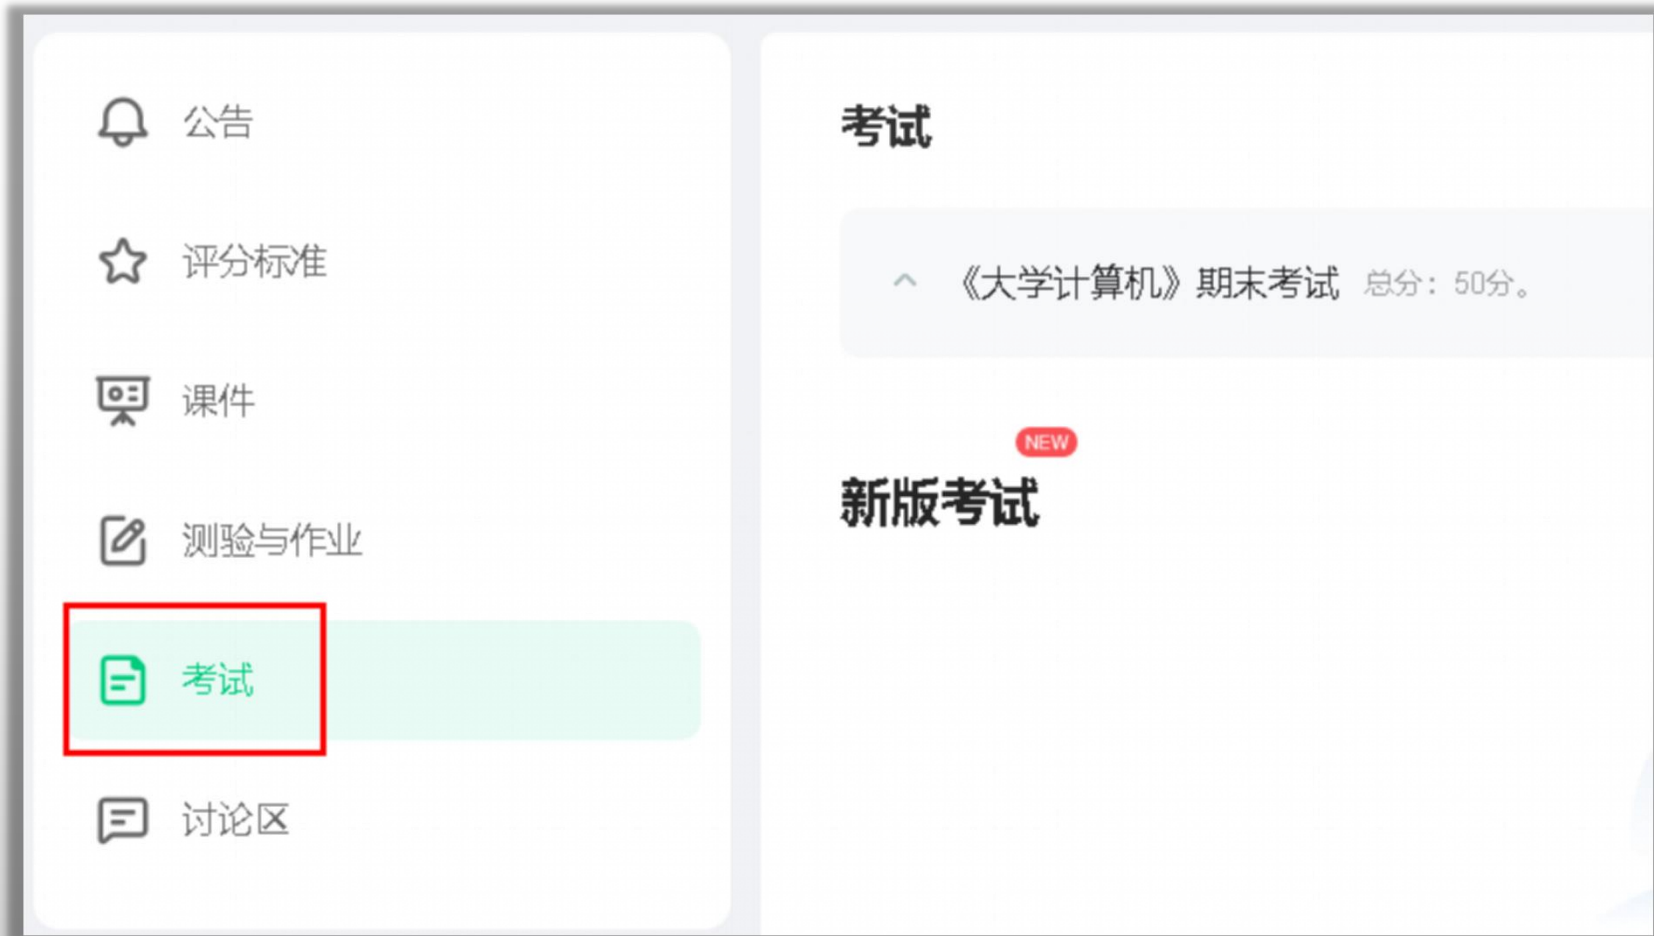 公告
评分标准
课件
测验与作业
考试
讨论区
考试
《大学计算机》期末考试 总分：50分。
NEW
新版考试